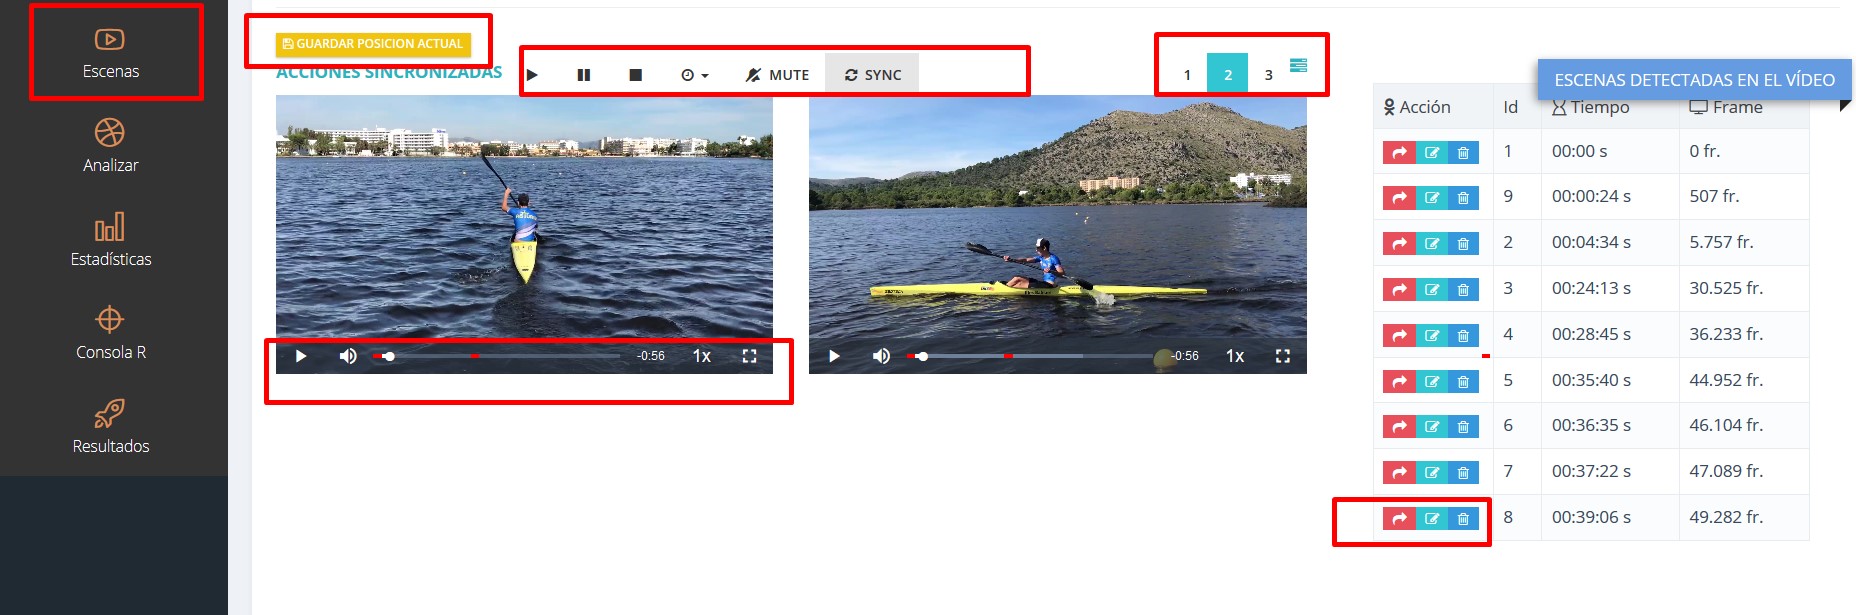 Escenas
Analizar
Estadísticas
Consola R
Resultados
GUARDAR POSICION ACTUAL
ACCIONES SINCRONIZADAS
MUTE SYNC
1 2 3
-0:56 1x
-0:56 1x
ESCENAS DETECTADAS EN EL VÍDEO
Acción Id Tiempo Frame
1 00:00 s 0 fr.
9 00:00:24 s 507 fr.
2 00:04:34 s 5.757 fr.
3 00:24:13 s 30.525 fr.
4 00:28:45 s 36.233 fr.
5 00:35:40 s 44.952 fr.
6 00:36:35 s 46.104 fr.
7 00:37:22 s 47.089 fr.
8 00:39:06 s 49.282 fr.